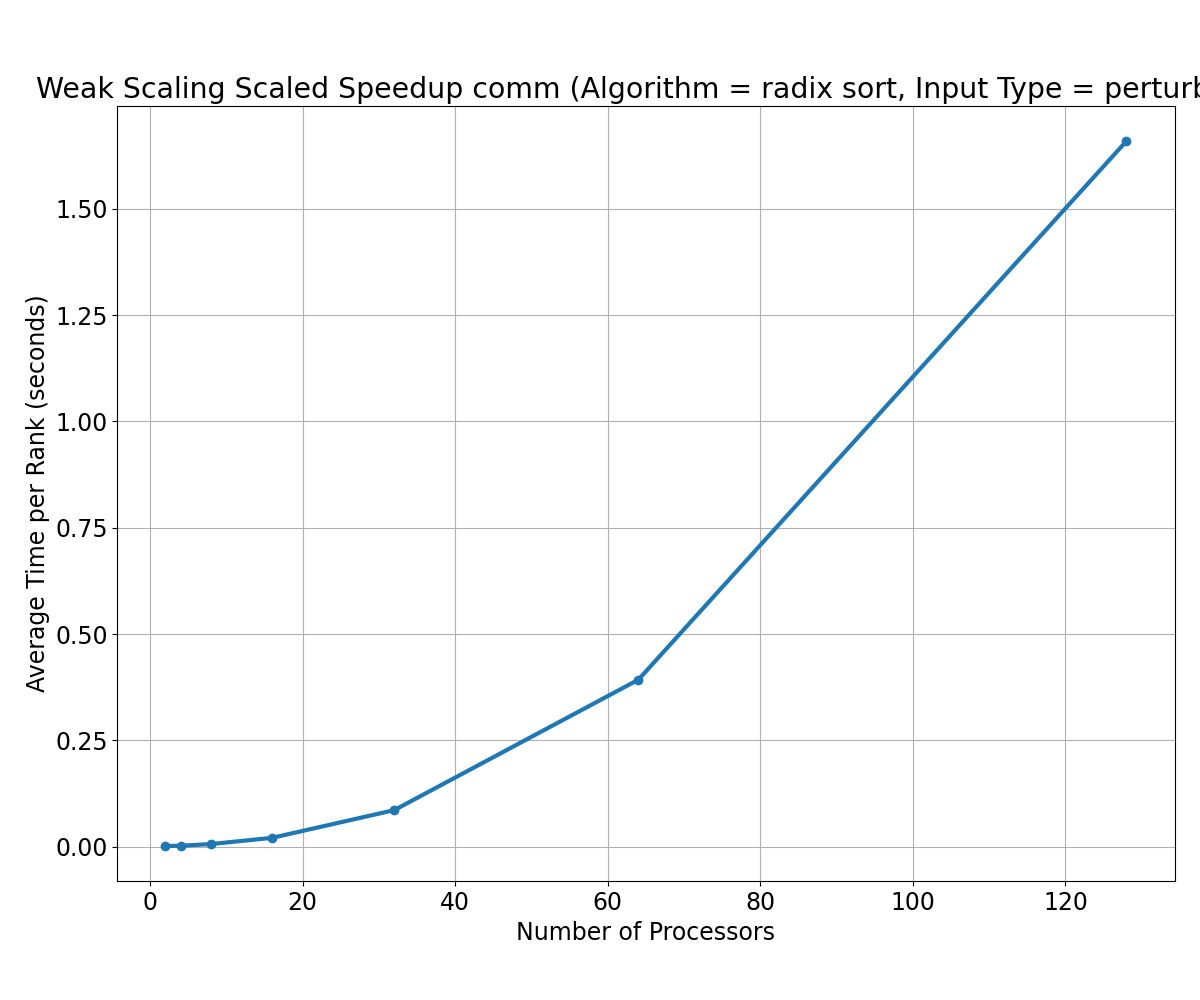 Weak Scaling Scaled Speedup comm (Algorithm = radix sort, Input Type = perturb
Average Time per Rank (seconds)
1.50
1.25
1.00
0.75
0.50
0.25
0.00
0 20 40 60 80 100 120
Number of Processors